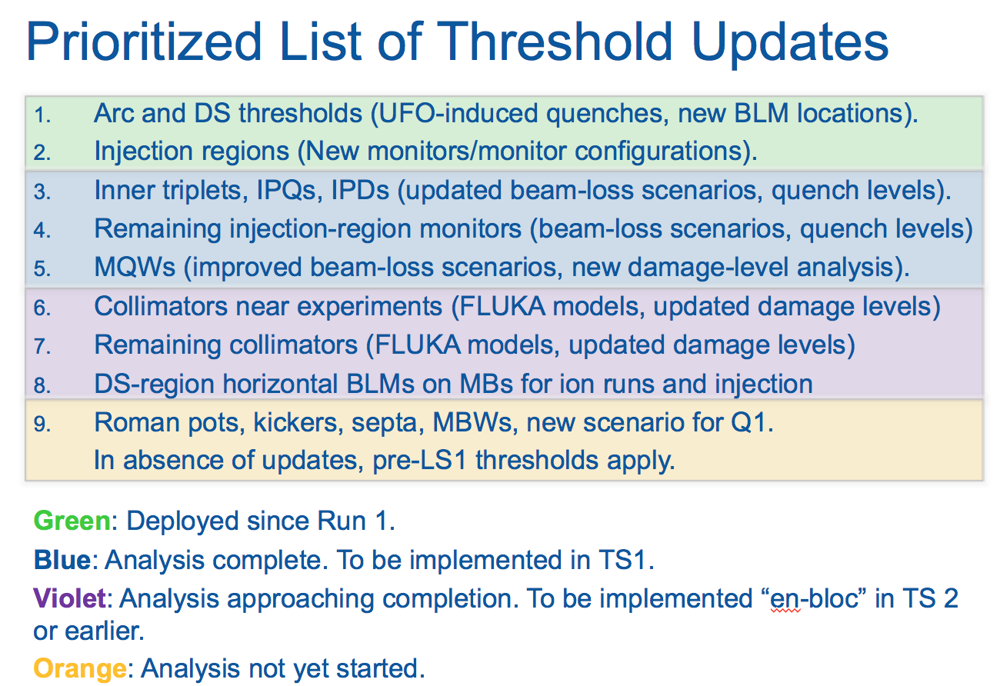 Prioritized List of Threshold Updates
1. Arc and DS thresholds (UFO-induced quenches, new BLM locations).
2. Injection regions (New monitors/monitor configurations).
3. Inner triplets, IPQs, IPDs (updated beam-loss scenarios, quench levels).
4. Remaining injection-region monitors (beam-loss scenarios, quench levels)
5. MQWs (improved beam-loss scenarios, new damage-level analysis).
6. Collimators near experiments (FLUKA models, updated damage levels)
7. Remaining collimators (FLUKA models, updated damage levels)
8. DS-region horizontal BLMs on MBs for ion runs and injection
9. Roman pots, kickers, septa, MBWs, new scenario for Q1.
In absence of updates, pre-LS1 thresholds apply.
Green: Deployed since Run 1.
Blue: Analysis complete. To be implemented in TS1.
Violet: Analysis approaching completion. To be implemented “en-bloc” in TS 2
or earlier.
Orange: Analysis not yet started.